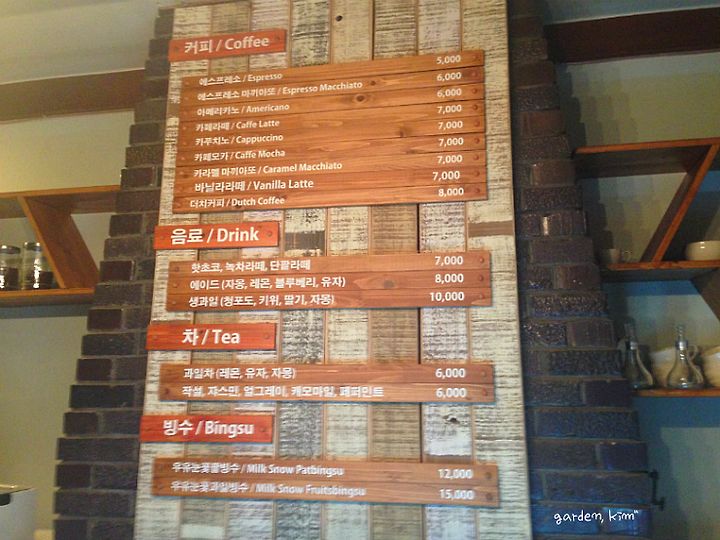 커피 / Coffee
에스프레소 / Espresso 5,000
에스프레소 마끼아또 / Espresso Macchiato 6,000
아메리카노 / Americano 6,000
카페라떼 / Caffe Latte 7,000
카푸치노 / Cappuccino 7,000
카페모카 / Caffe Mocha 7,000
카라멜 마끼아또 / Caramel Macchiato 7,000
바닐라라떼 / Vanilla Latte 7,000
더치커피 / Dutch Coffee 8,000
음료 / Drink
핫초코, 녹차라떼, 단팥라떼 7,000
에이드 (자몽, 레몬, 블루베리, 유자) 8,000
생과일 (청포도, 키위, 딸기, 자몽) 10,000
차 / Tea
과일차 (레몬, 유자, 자몽) 6,000
작설, 자스민, 얼그레이, 캐모마일, 페퍼민트 6,000
빙수 / Bingsu
우유눈꽃팥빙수 / Milk Snow Patbingsu 12,000
우유눈꽃과일빙수 / Milk Snow Fruitsbingsu 15,000
garden, kim"